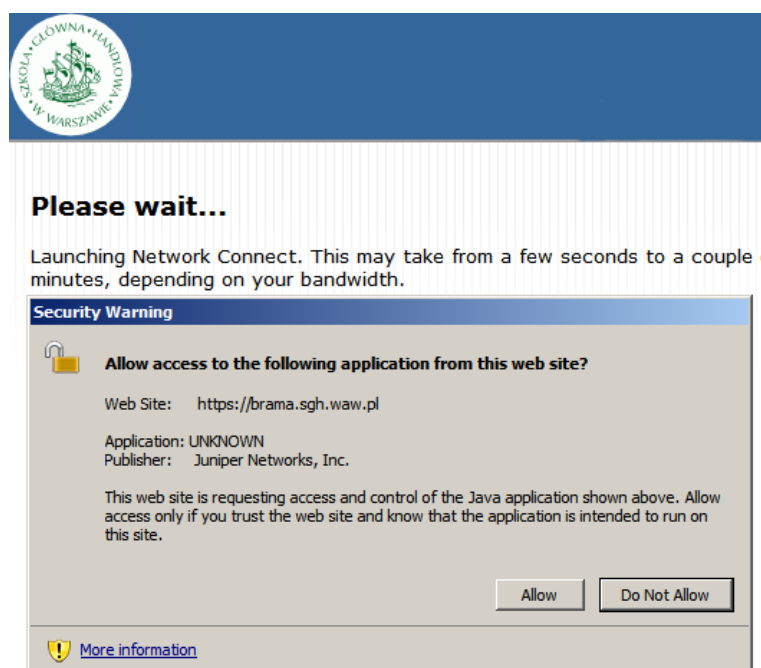 SZKOŁA · GŁÓWNA · HANDLOWA · W WARSZAWIE ·
Please wait...
Launching Network Connect. This may take from a few seconds to a couple
minutes, depending on your bandwidth.
Security Warning
Allow access to the following application from this web site?
Web Site: https://brama.sgh.waw.pl
Application: UNKNOWN
Publisher: Juniper Networks, Inc.
This web site is requesting access and control of the Java application shown above. Allow
access only if you trust the web site and know that the application is intended to run on
this site.
Allow Do Not Allow
More information